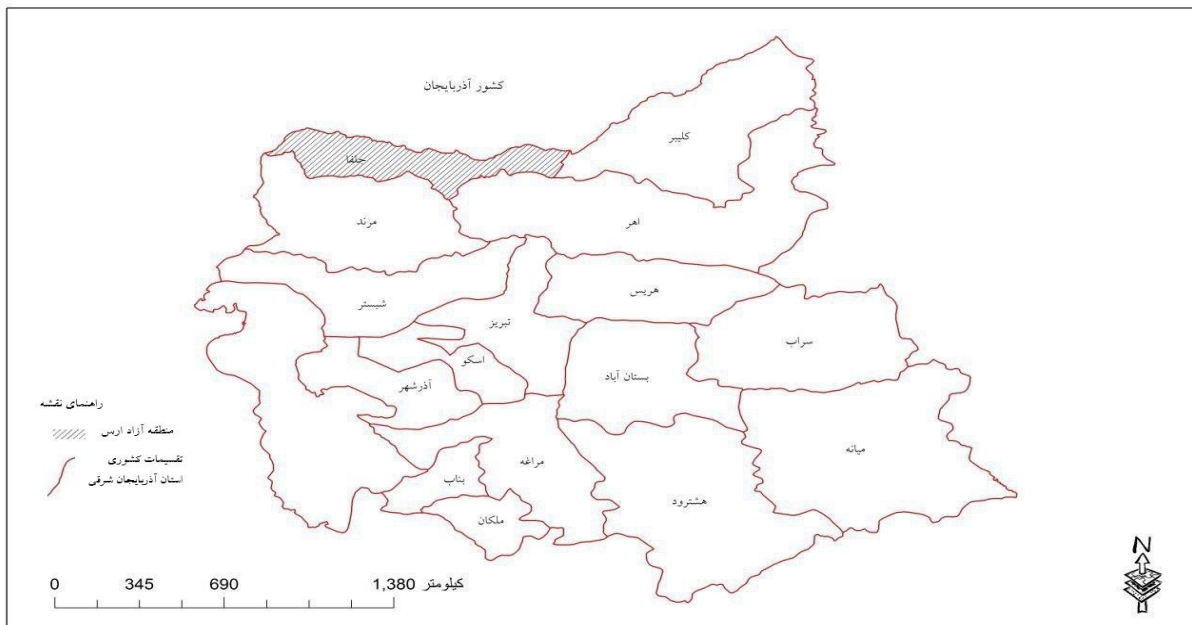 کشور آذربایجان
کلیبر
جلفا
مرند
اهر
هریس
شبستر
تبریز
سراب
اسکو
بستان آباد
آذرشهر
میانه
مراغه
بناب
هشترود
ملکان
راهنمای نقشه
منطقه آزاد ارس
تقسیمات کشوری
استان آذربایجان شرقی
0 345 690 1,380 کیلومتر
N